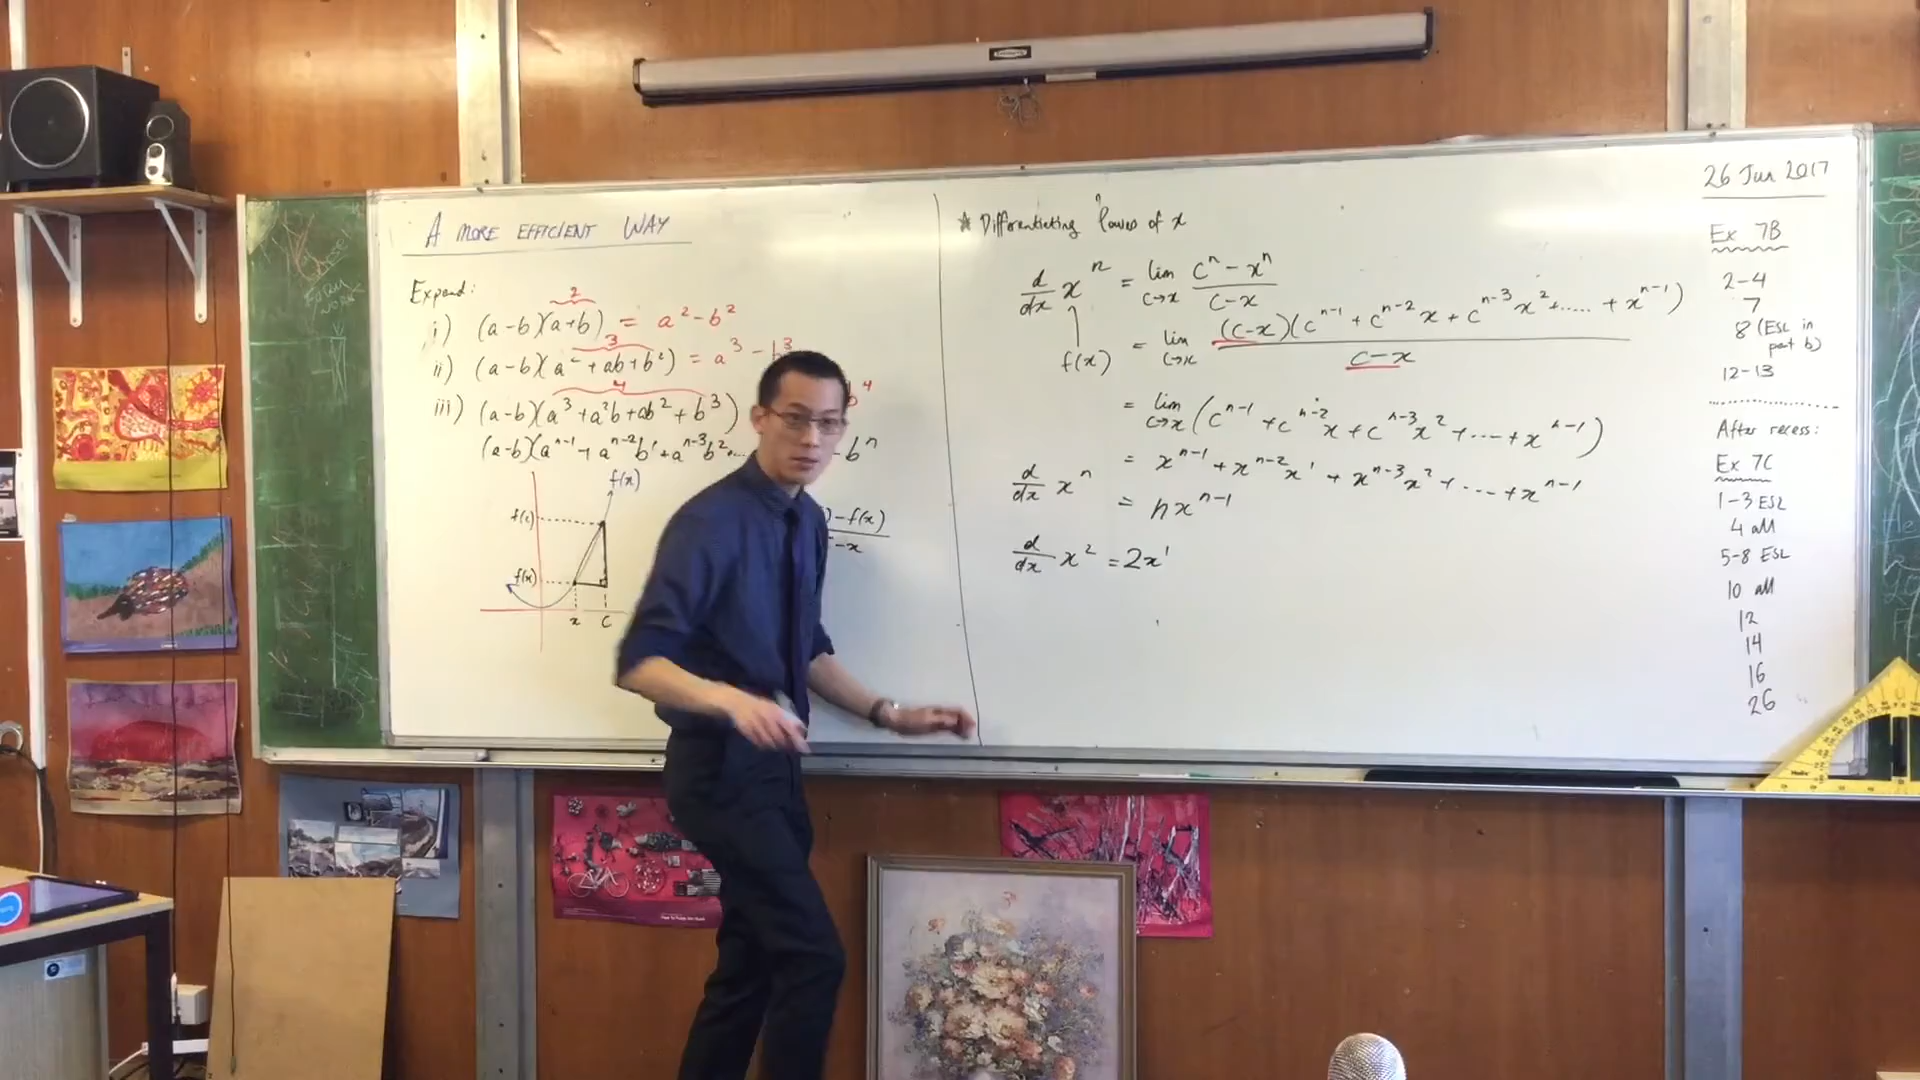 A MORE EFFICIENT WAY
Expand:
2
i) (a-b)(a+b) = a² - b²
3
ii) (a-b)(a² + ab + b²) = a³ - b³
4
iii) (a-b)(a³ + a²b + ab² + b³) b⁴
(a-b)(aⁿ⁻¹ + aⁿ⁻²b¹ + aⁿ⁻³b² ... - bⁿ
f(x)
f(c)
f(x)
x c
) - f(x)
- x
* Differentiating Powers of x
d/dx xⁿ = lim c→x (cⁿ - xⁿ)/(c - x)
f(x)
= lim c→x (c-x)(cⁿ⁻¹ + cⁿ⁻²x + cⁿ⁻³x² + ..... + xⁿ⁻¹)/(c - x)
= lim c→x (cⁿ⁻¹ + cⁿ⁻²x + cⁿ⁻³x² + .... + xⁿ⁻¹)
= xⁿ⁻¹ + xⁿ⁻²x¹ + xⁿ⁻³x² + ... + xⁿ⁻¹
d/dx xⁿ = nxⁿ⁻¹
d/dx x² = 2x¹
26 Jun 2017
Ex 7B
2-4
7
8 (ESL in
part b)
12-13
After recess:
Ex 7C
1-3 ESL
4 all
5-8 ESL
10 all
12
14
16
26